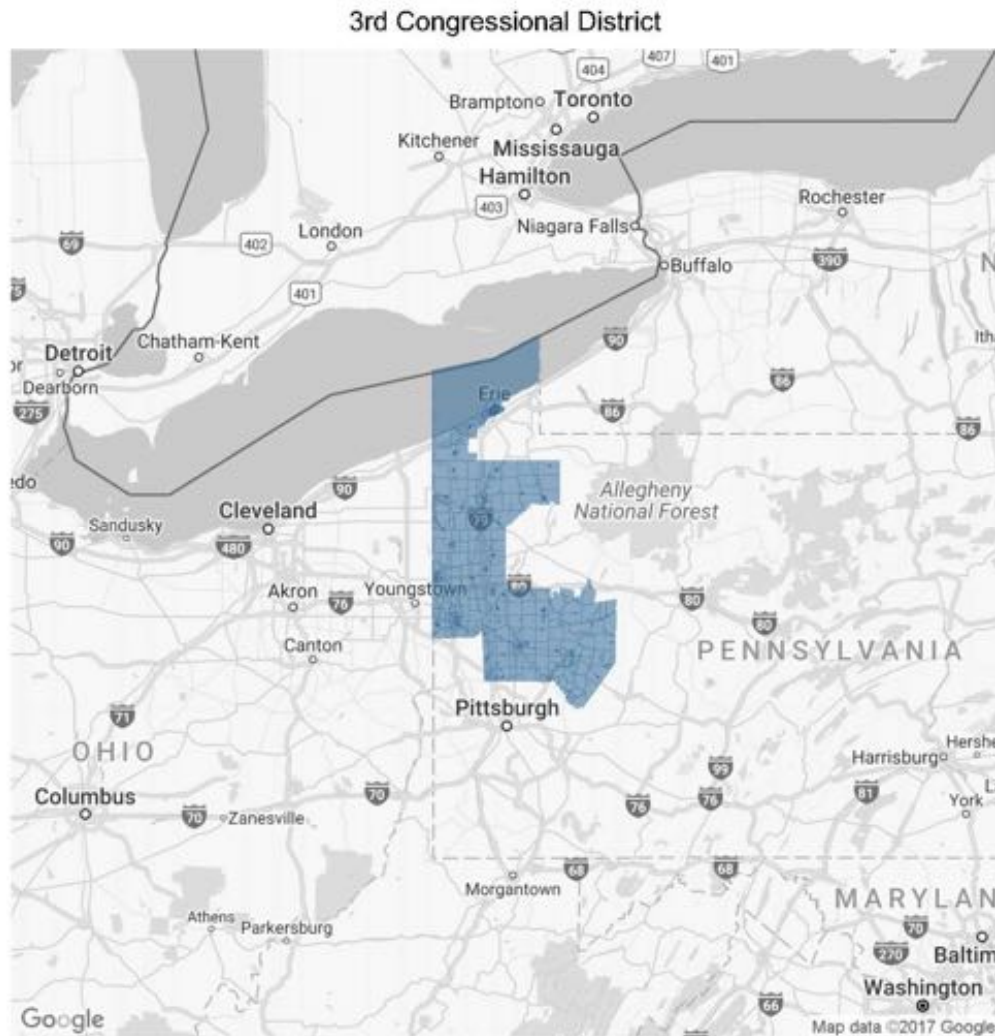 3rd Congressional District
407
401
404
Brampton
Toronto
Kitchener
Mississauga
Hamilton
403
Rochester
Niagara Falls
London
402
69
390
Buffalo
N
401
Chatham-Kent
90
Ith
Detroit
Dearborn
86
Erie
275
86
86
90
Allegheny
National Forest
Cleveland
Sandusky
90
480
79
Akron
76
Youngstown
80
80
80
Canton
PENNSYLVANIA
Pittsburgh
71
OHIO
99
Harrisburg
Hershe
Columbus
70
70
Zanesville
76
76
81
York
L
68
68
Morgantown
MARYLAN
Athens
Parkersburg
70
270
Baltim
Washington
66
Google
Map data ©2017 Google